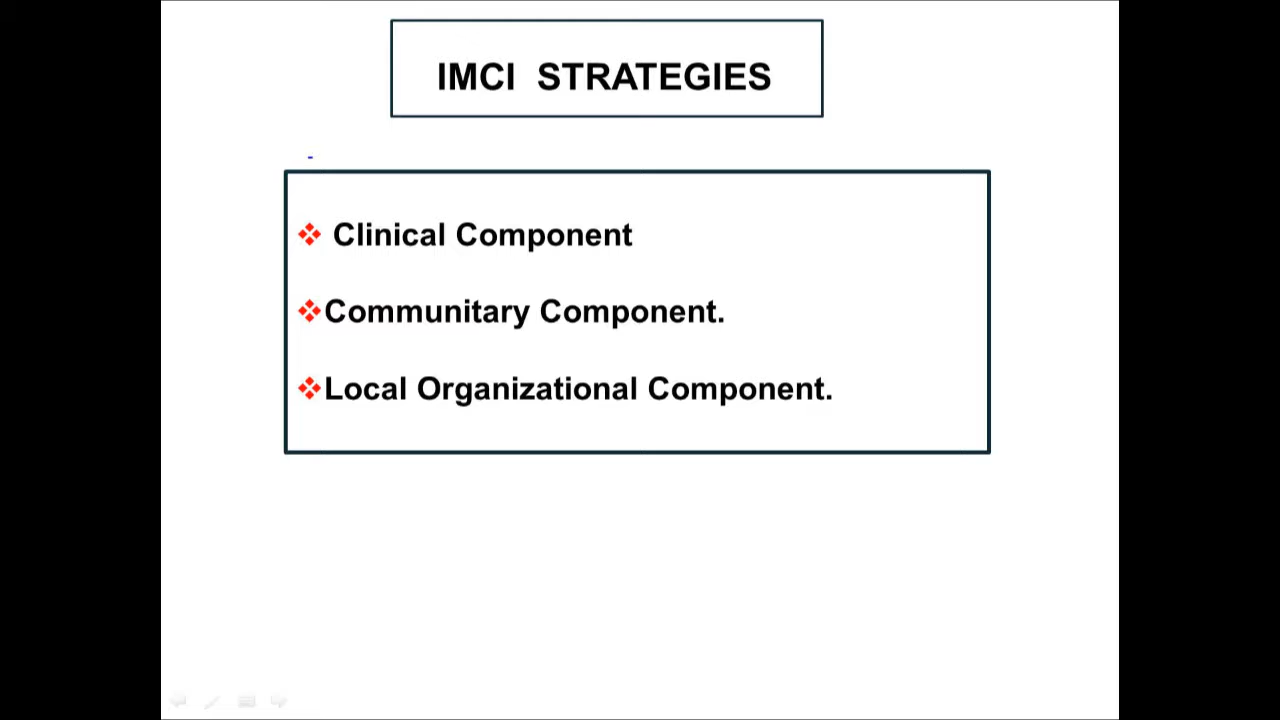 IMCI STRATEGIES
-
❖ Clinical Component
❖Communitary Component.
❖Local Organizational Component.